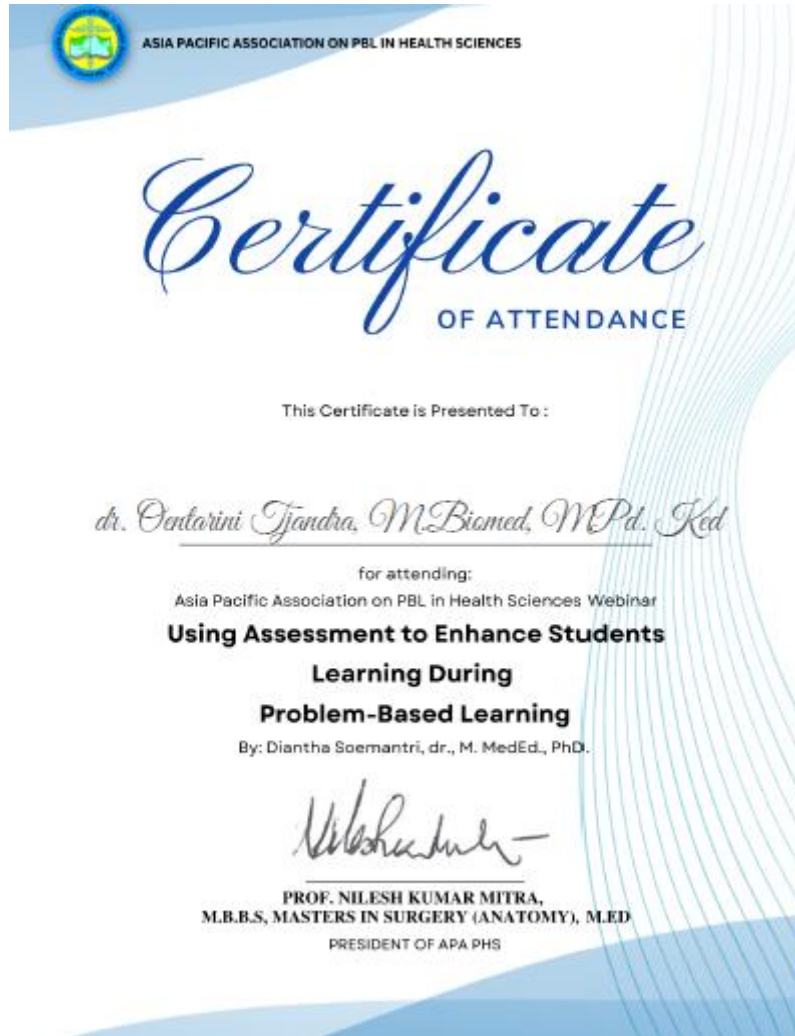 ASIA PACIFIC ASSOCIATION ON PBL IN HEALTH SCIENCES
Certificate
OF ATTENDANCE
This Certificate is Presented To :
dr. Oentarini Tjandra, M.Biomed, MPd. Ked
for attending:
Asia Pacific Association on PBL in Health Sciences Webinar
Using Assessment to Enhance Students
Learning During
Problem-Based Learning
By: Diantha Soemantri, dr., M. MedEd., PhD.
PROF. NILESH KUMAR MITRA,
M.B.B.S, MASTERS IN SURGERY (ANATOMY), M.ED
PRESIDENT OF APA PHS